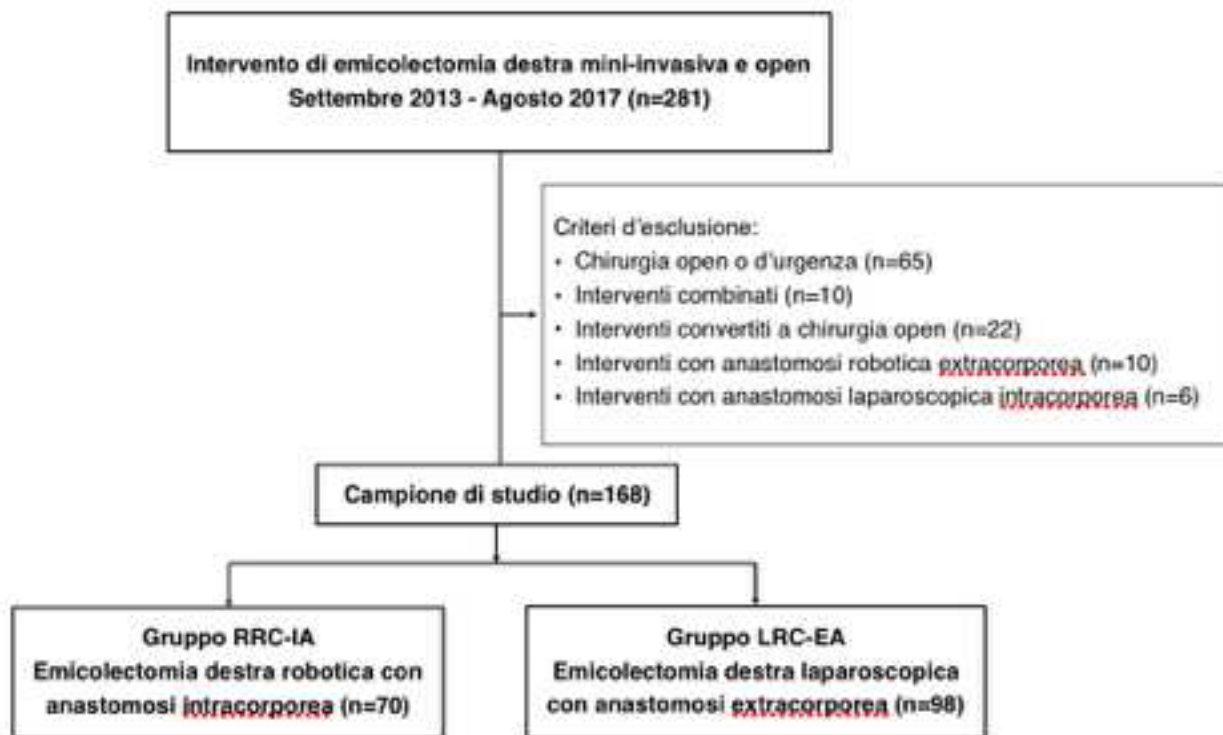 Intervento di emicolectomia destra mini-invasiva e open
Settembre 2013 - Agosto 2017 (n=281)
Criteri d'esclusione:
• Chirurgia open o d'urgenza (n=65)
• Interventi combinati (n=10)
• Interventi convertiti a chirurgia open (n=22)
• Interventi con anastomosi robotica extracorporea (n=10)
• Interventi con anastomosi laparoscopica intracorporea (n=6)
Campione di studio (n=168)
Gruppo RRC-IA
Emicolectomia destra robotica con
anastomosi intracorporea (n=70)
Gruppo LRC-EA
Emicolectomia destra laparoscopica
con anastomosi extracorporea (n=98)